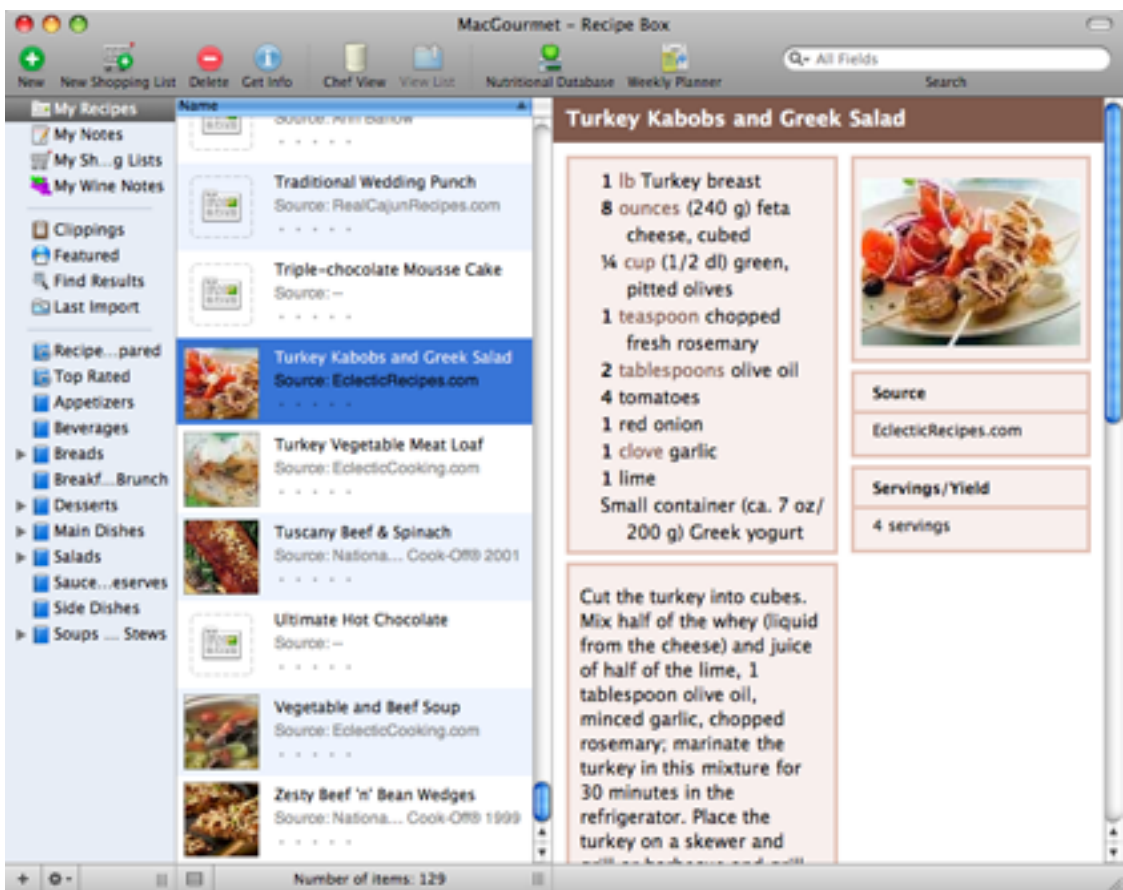 MacGourmet – Recipe Box
New New Shopping List Delete Get Info Chef View View List Nutritional Database Weekly Planner
All Fields
Search
My Recipes
My Notes
My Sh...g Lists
My Wine Notes
Clippings
Featured
Find Results
Last Import
Recipe...pared
Top Rated
Appetizers
Beverages
Breads
Breakf...Brunch
Desserts
Main Dishes
Salads
Sauce...eserves
Side Dishes
Soups ... Stews
Name
Source: Ann Barlow
Traditional Wedding Punch
Source: RealCajunRecipes.com
Triple-chocolate Mousse Cake
Source: —
Turkey Kabobs and Greek Salad
Source: EclecticRecipes.com
Turkey Vegetable Meat Loaf
Source: EclecticCooking.com
Tuscany Beef & Spinach
Source: Nationa... Cook-Off® 2001
Ultimate Hot Chocolate
Source: —
Vegetable and Beef Soup
Source: EclecticCooking.com
Zesty Beef 'n' Bean Wedges
Source: Nationa... Cook-Off® 1999
Number of items: 129
Turkey Kabobs and Greek Salad
1 lb Turkey breast
8 ounces (240 g) feta
cheese, cubed
¼ cup (1/2 dl) green,
pitted olives
1 teaspoon chopped
fresh rosemary
2 tablespoons olive oil
4 tomatoes
1 red onion
1 clove garlic
1 lime
Small container (ca. 7 oz/
200 g) Greek yogurt
Source
EclecticRecipes.com
Servings/Yield
4 servings
Cut the turkey into cubes.
Mix half of the whey (liquid
from the cheese) and juice
of half of the lime, 1
tablespoon olive oil,
minced garlic, chopped
rosemary; marinate the
turkey in this mixture for
30 minutes in the
refrigerator. Place the
turkey on a skewer and
grill or barbecue and grill